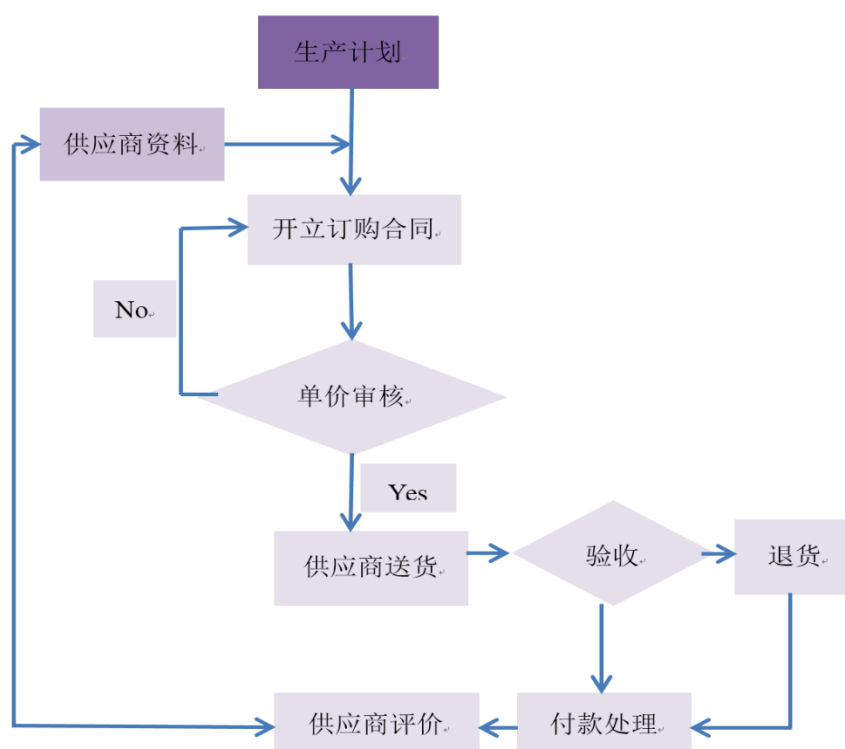 生产计划
供应商资料
开立订购合同
No
单价审核
Yes
供应商送货
验收
退货
供应商评价
付款处理